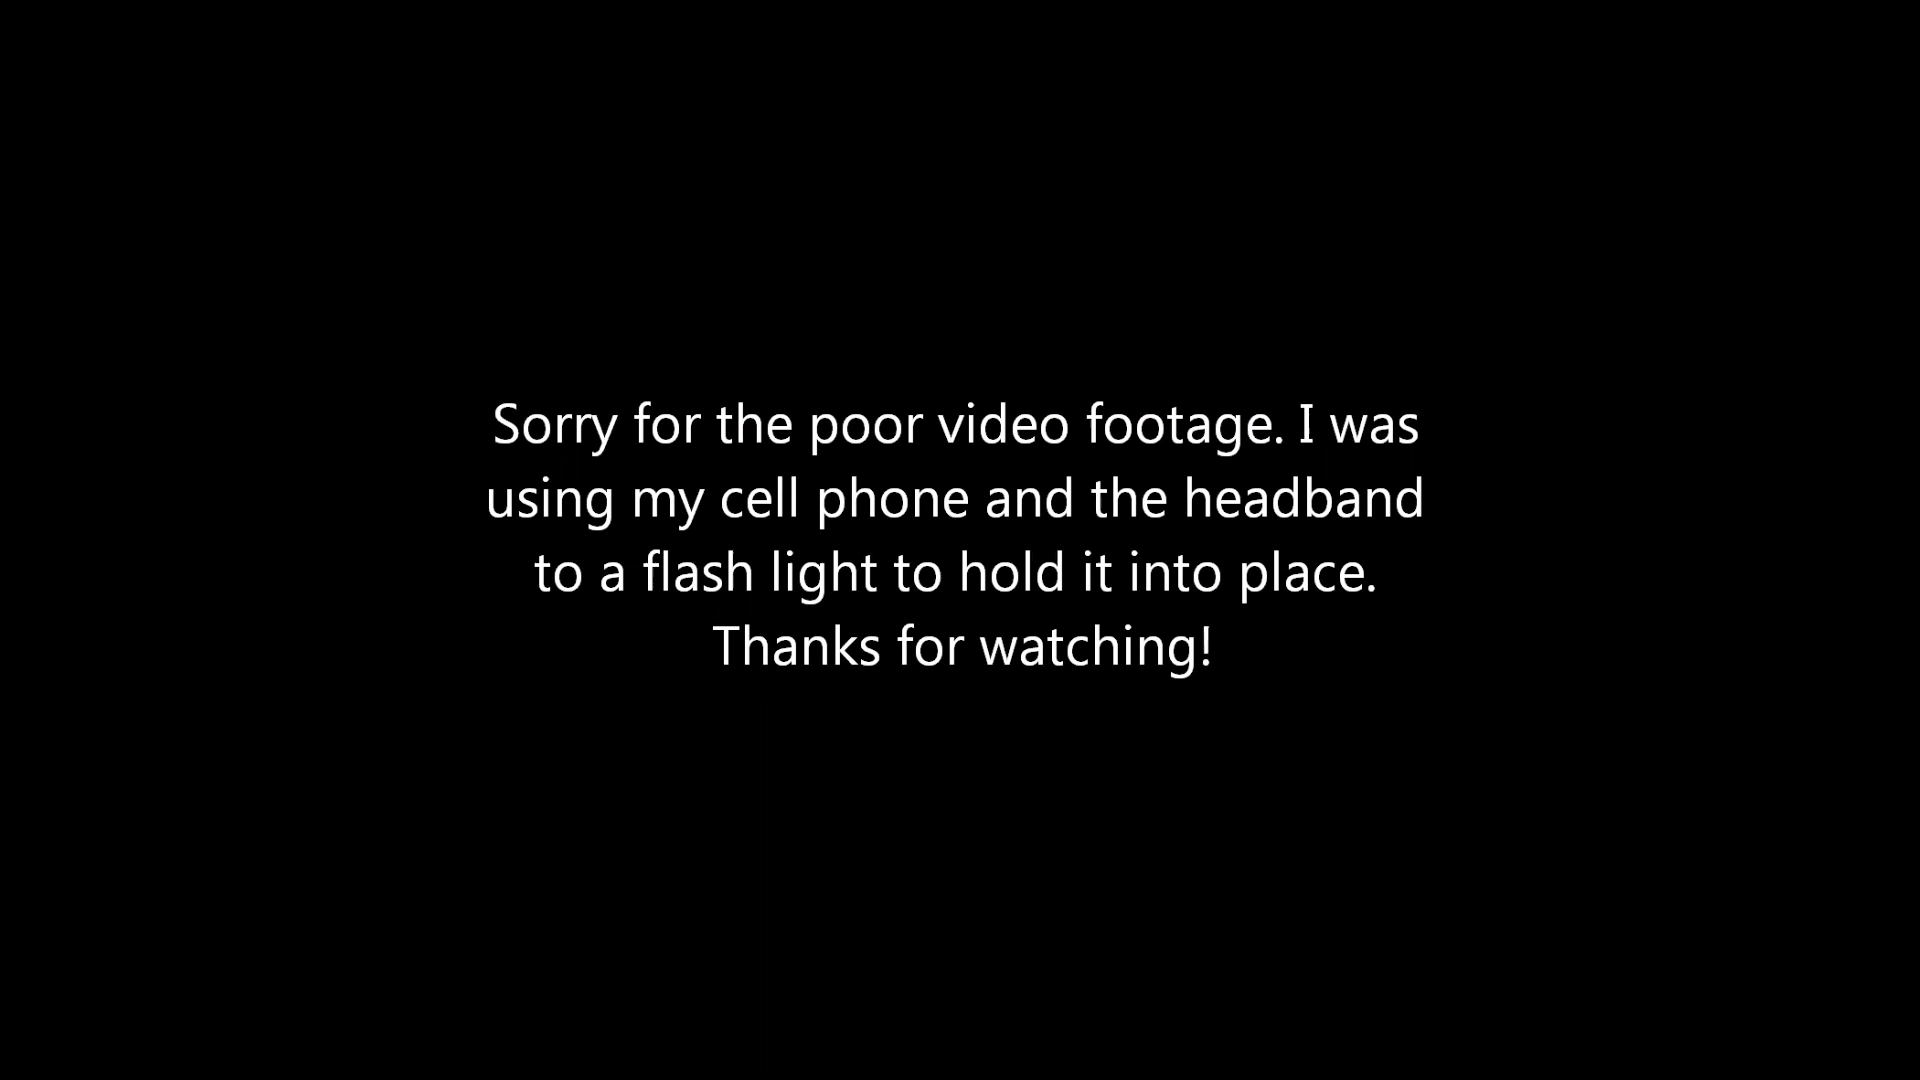 Sorry for the poor video footage. I was
using my cell phone and the headband
to a flash light to hold it into place.
Thanks for watching!